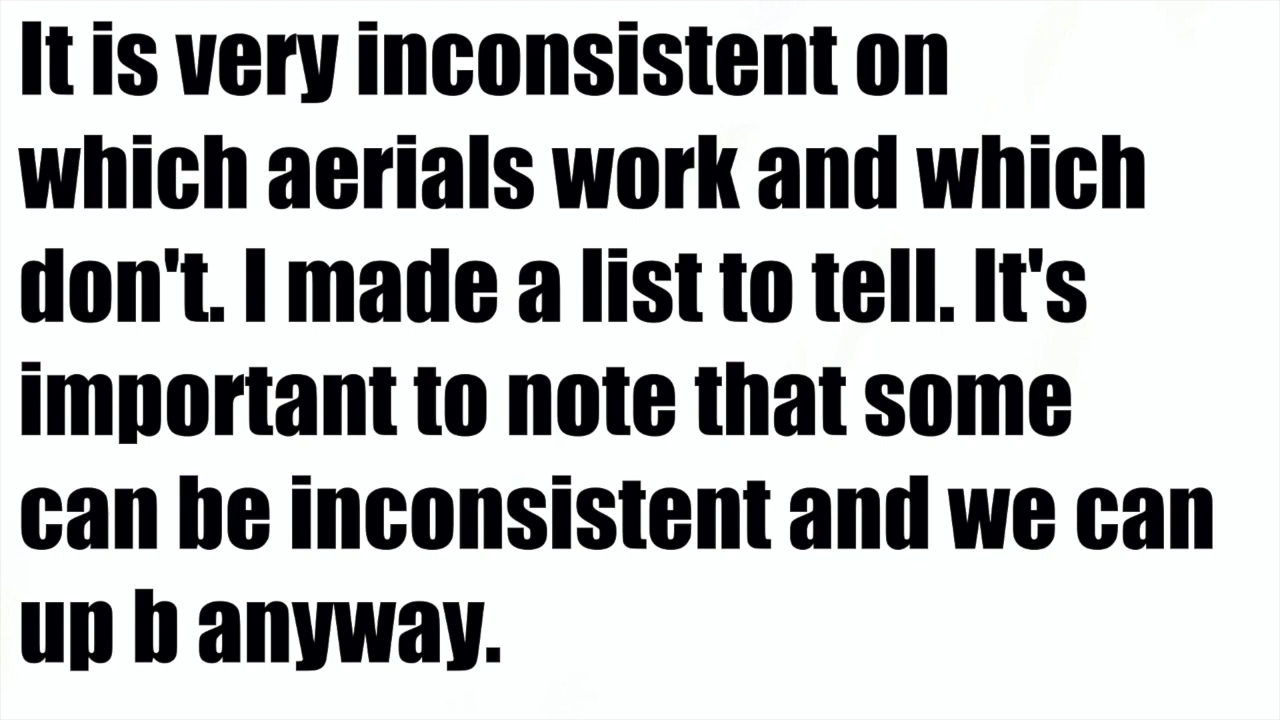 It is very inconsistent on
which aerials work and which
don't. I made a list to tell. It's
important to note that some
can be inconsistent and we can
up b anyway.